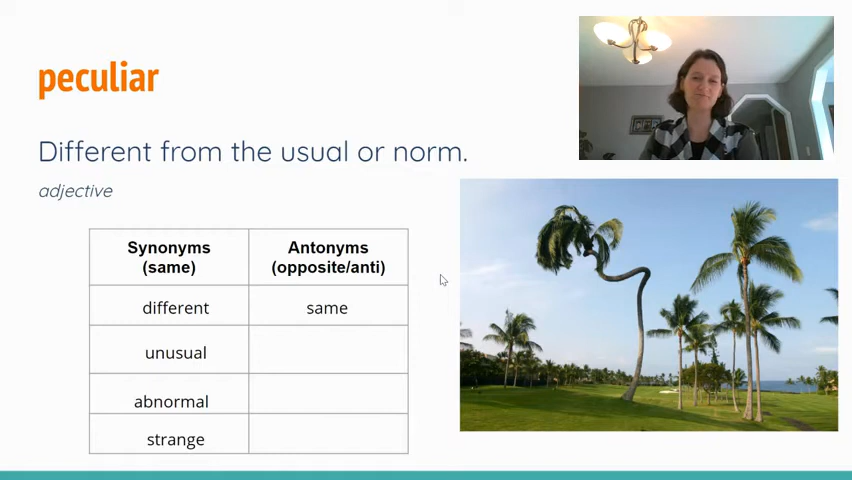 peculiar
Different from the usual or norm.
adjective
Synonyms (same)
Antonyms (opposite/anti)
different
same
unusual
abnormal
strange